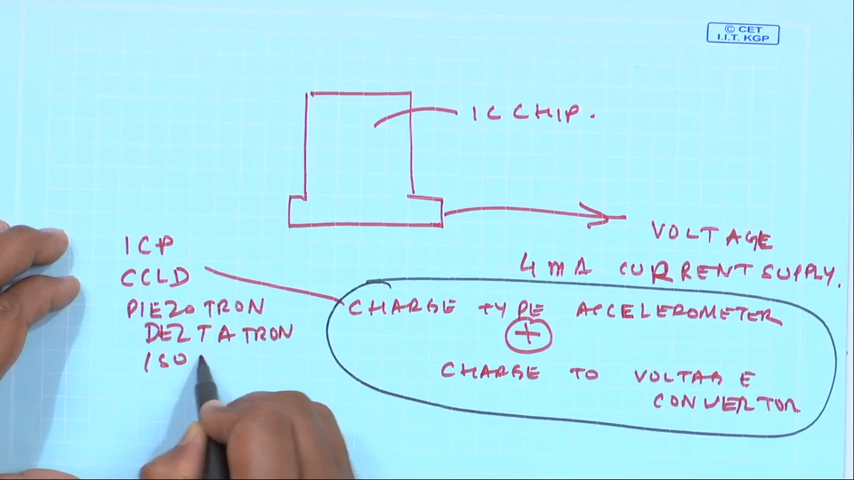 © CET
I.I.T. KGP
IC CHIP.
VOLTAGE
4 mA CURRENT SUPPLY.
ICP
CCLD
PIEZOTRON
DELTATRON
ISO
CHARGE TYPE ACCELEROMETER
+
CHARGE TO VOLTAGE
CONVERTOR